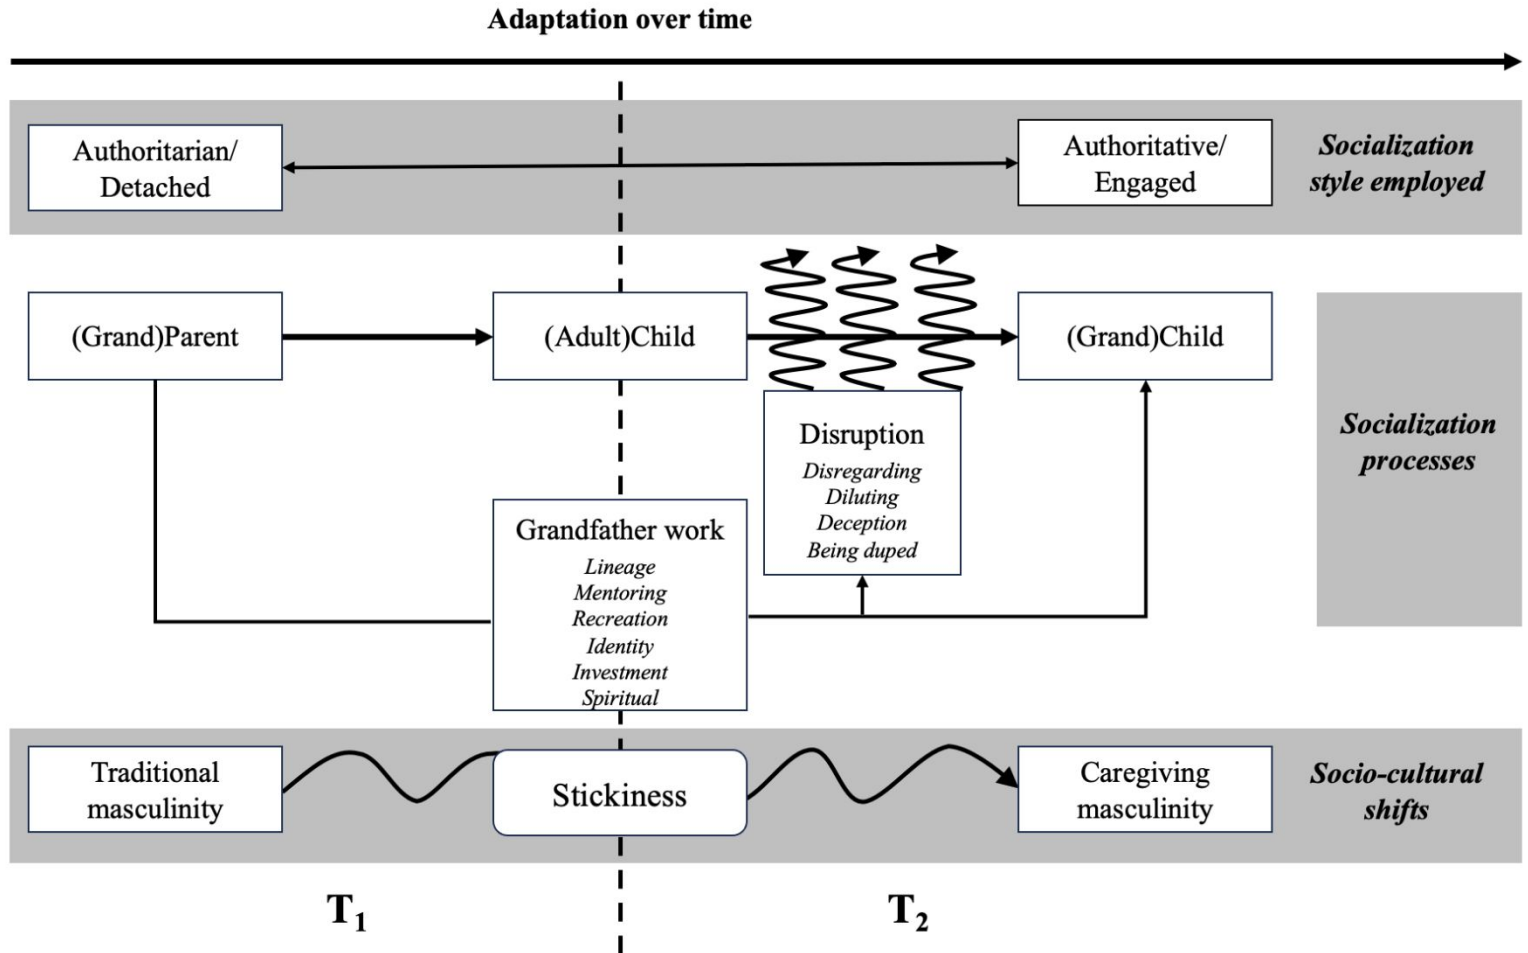 Adaptation over time
Authoritarian/
Detached
Authoritative/
Engaged
Socialization
style employed
(Grand)Parent
(Adult)Child
(Grand)Child
Disruption
Disregarding
Diluting
Deception
Being duped
Socialization
processes
Grandfather work
Lineage
Mentoring
Recreation
Identity
Investment
Spiritual
Traditional
masculinity
Stickiness
Caregiving
masculinity
Socio-cultural
shifts
T₁
T₂